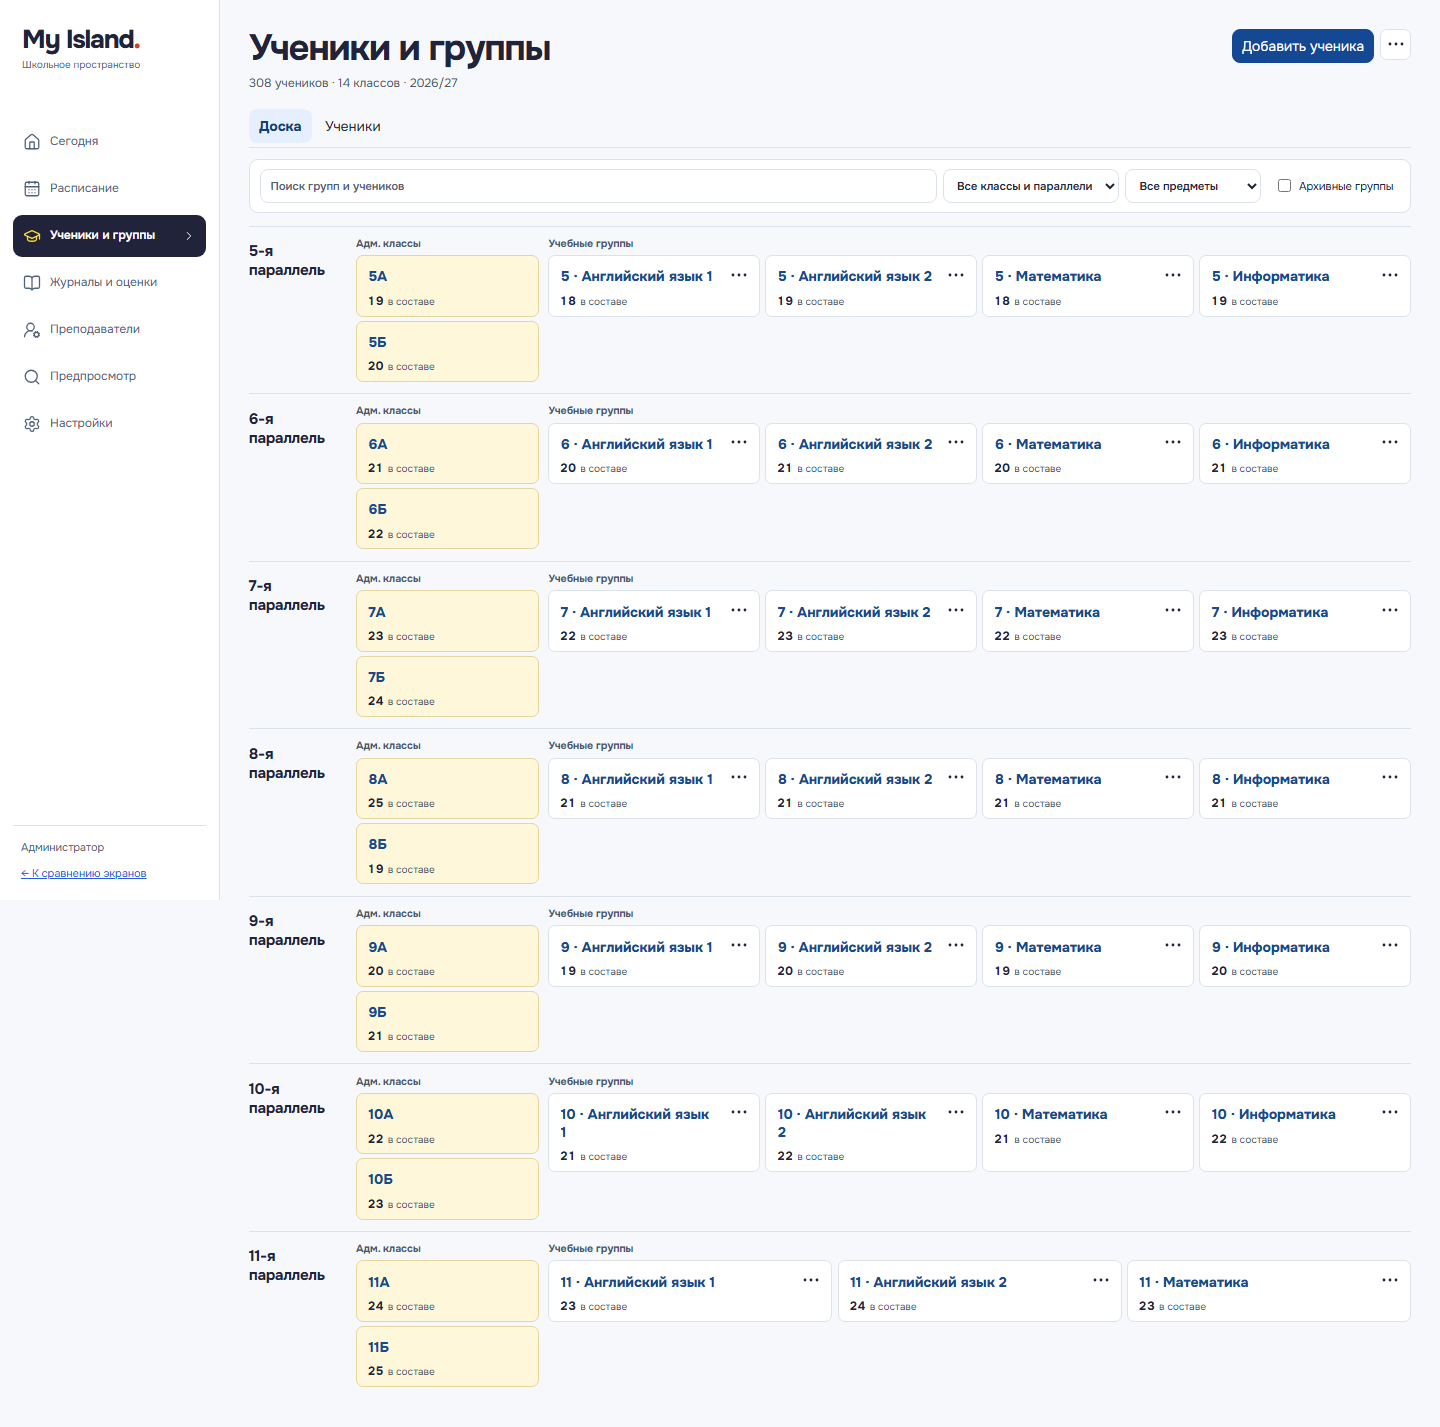 My Island.
Школьное пространство
Сегодня
Расписание
Ученики и группы
Журналы и оценки
Преподаватели
Предпросмотр
Настройки
Администратор
← К сравнению экранов
Ученики и группы
308 учеников · 14 классов · 2026/27
Добавить ученика
Доска
Ученики
Поиск групп и учеников
Все классы и параллели
Все предметы
Архивные группы
5-я
параллель
Адм. классы
5А
19 в составе
5Б
20 в составе
Учебные группы
5 · Английский язык 1
18 в составе
5 · Английский язык 2
19 в составе
5 · Математика
18 в составе
5 · Информатика
19 в составе
6-я
параллель
Адм. классы
6А
21 в составе
6Б
22 в составе
Учебные группы
6 · Английский язык 1
20 в составе
6 · Английский язык 2
21 в составе
6 · Математика
20 в составе
6 · Информатика
21 в составе
7-я
параллель
Адм. классы
7А
23 в составе
7Б
24 в составе
Учебные группы
7 · Английский язык 1
22 в составе
7 · Английский язык 2
23 в составе
7 · Математика
22 в составе
7 · Информатика
23 в составе
8-я
параллель
Адм. классы
8А
25 в составе
8Б
19 в составе
Учебные группы
8 · Английский язык 1
21 в составе
8 · Английский язык 2
21 в составе
8 · Математика
21 в составе
8 · Информатика
21 в составе
9-я
параллель
Адм. классы
9А
20 в составе
9Б
21 в составе
Учебные группы
9 · Английский язык 1
19 в составе
9 · Английский язык 2
20 в составе
9 · Математика
19 в составе
9 · Информатика
20 в составе
10-я
параллель
Адм. классы
10А
22 в составе
10Б
23 в составе
Учебные группы
10 · Английский язык
1
21 в составе
10 · Английский язык
2
22 в составе
10 · Математика
21 в составе
10 · Информатика
22 в составе
11-я
параллель
Адм. классы
11А
24 в составе
11Б
25 в составе
Учебные группы
11 · Английский язык 1
23 в составе
11 · Английский язык 2
24 в составе
11 · Математика
23 в составе